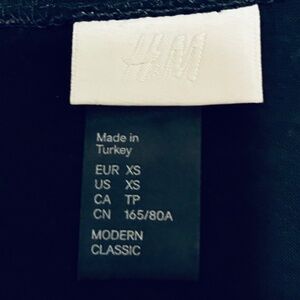 H&M
Made in
Turkey
EUR XS
US XS
CA TP
CN 165/80A
MODERN
CLASSIC